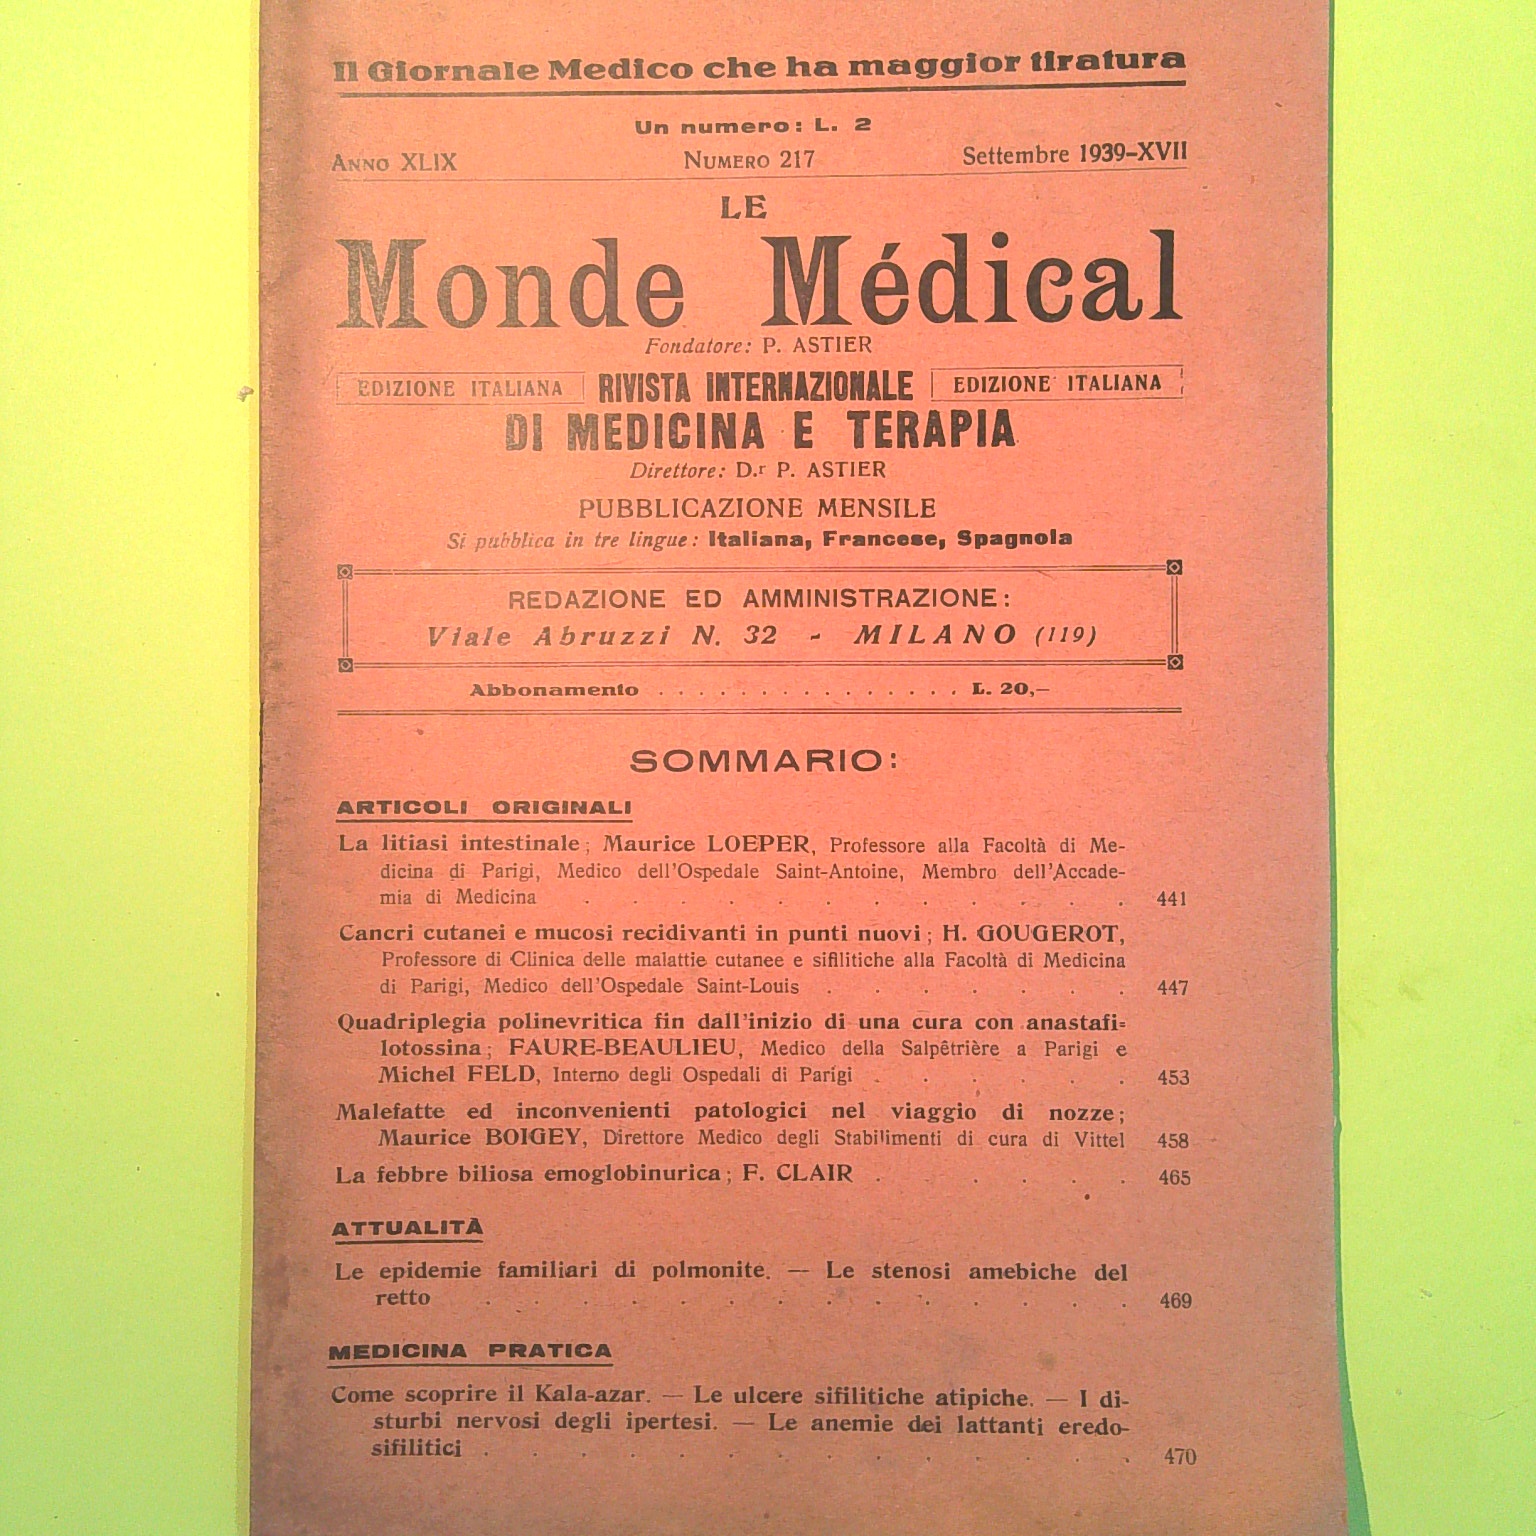 Il Giornale Medico che ha maggior tiratura
Un numero: L. 2
ANNO XLIX NUMERO 217 Settembre 1939-XVII
LE
Monde Médical
Fondatore: P. ASTIER
EDIZIONE ITALIANA RIVISTA INTERNAZIONALE EDIZIONE ITALIANA
DI MEDICINA E TERAPIA
Direttore: D.r P. ASTIER
PUBBLICAZIONE MENSILE
Si pubblica in tre lingue: Italiana, Francese, Spagnola
REDAZIONE ED AMMINISTRAZIONE:
Viale Abruzzi N. 32 - MILANO (119)
Abbonamento . . . . . . . . . . . . . . . L. 20,—
SOMMARIO:
ARTICOLI ORIGINALI
La litiasi intestinale; Maurice LOEPER, Professore alla Facoltà di Me-
dicina di Parigi, Medico dell'Ospedale Saint-Antoine, Membro dell'Accade-
mia di Medicina . . . . . . . . . . . . 441
Cancri cutanei e mucosi recidivanti in punti nuovi; H. GOUGEROT,
Professore di Clinica delle malattie cutanee e sifilitiche alla Facoltà di Medicina
di Parigi, Medico dell'Ospedale Saint-Louis . . . . . . . 447
Quadriplegia polinevritica fin dall'inizio di una cura con anastafi=
lotossina; FAURE-BEAULIEU, Medico della Salpêtrière a Parigi e
Michel FELD, Interno degli Ospedali di Parigi . . . . . . 453
Malefatte ed inconvenienti patologici nel viaggio di nozze;
Maurice BOIGEY, Direttore Medico degli Stabilimenti di cura di Vittel 458
La febbre biliosa emoglobinurica; F. CLAIR . . . . . 465
ATTUALITÀ
Le epidemie familiari di polmonite. — Le stenosi amebiche del
retto . . . . . . . . . . . . . . 469
MEDICINA PRATICA
Come scoprire il Kala-azar. — Le ulcere sifilitiche atipiche. — I di-
sturbi nervosi degli ipertesi. — Le anemie dei lattanti eredo-
sifilitici . . . . . . . . . . . . . . 470